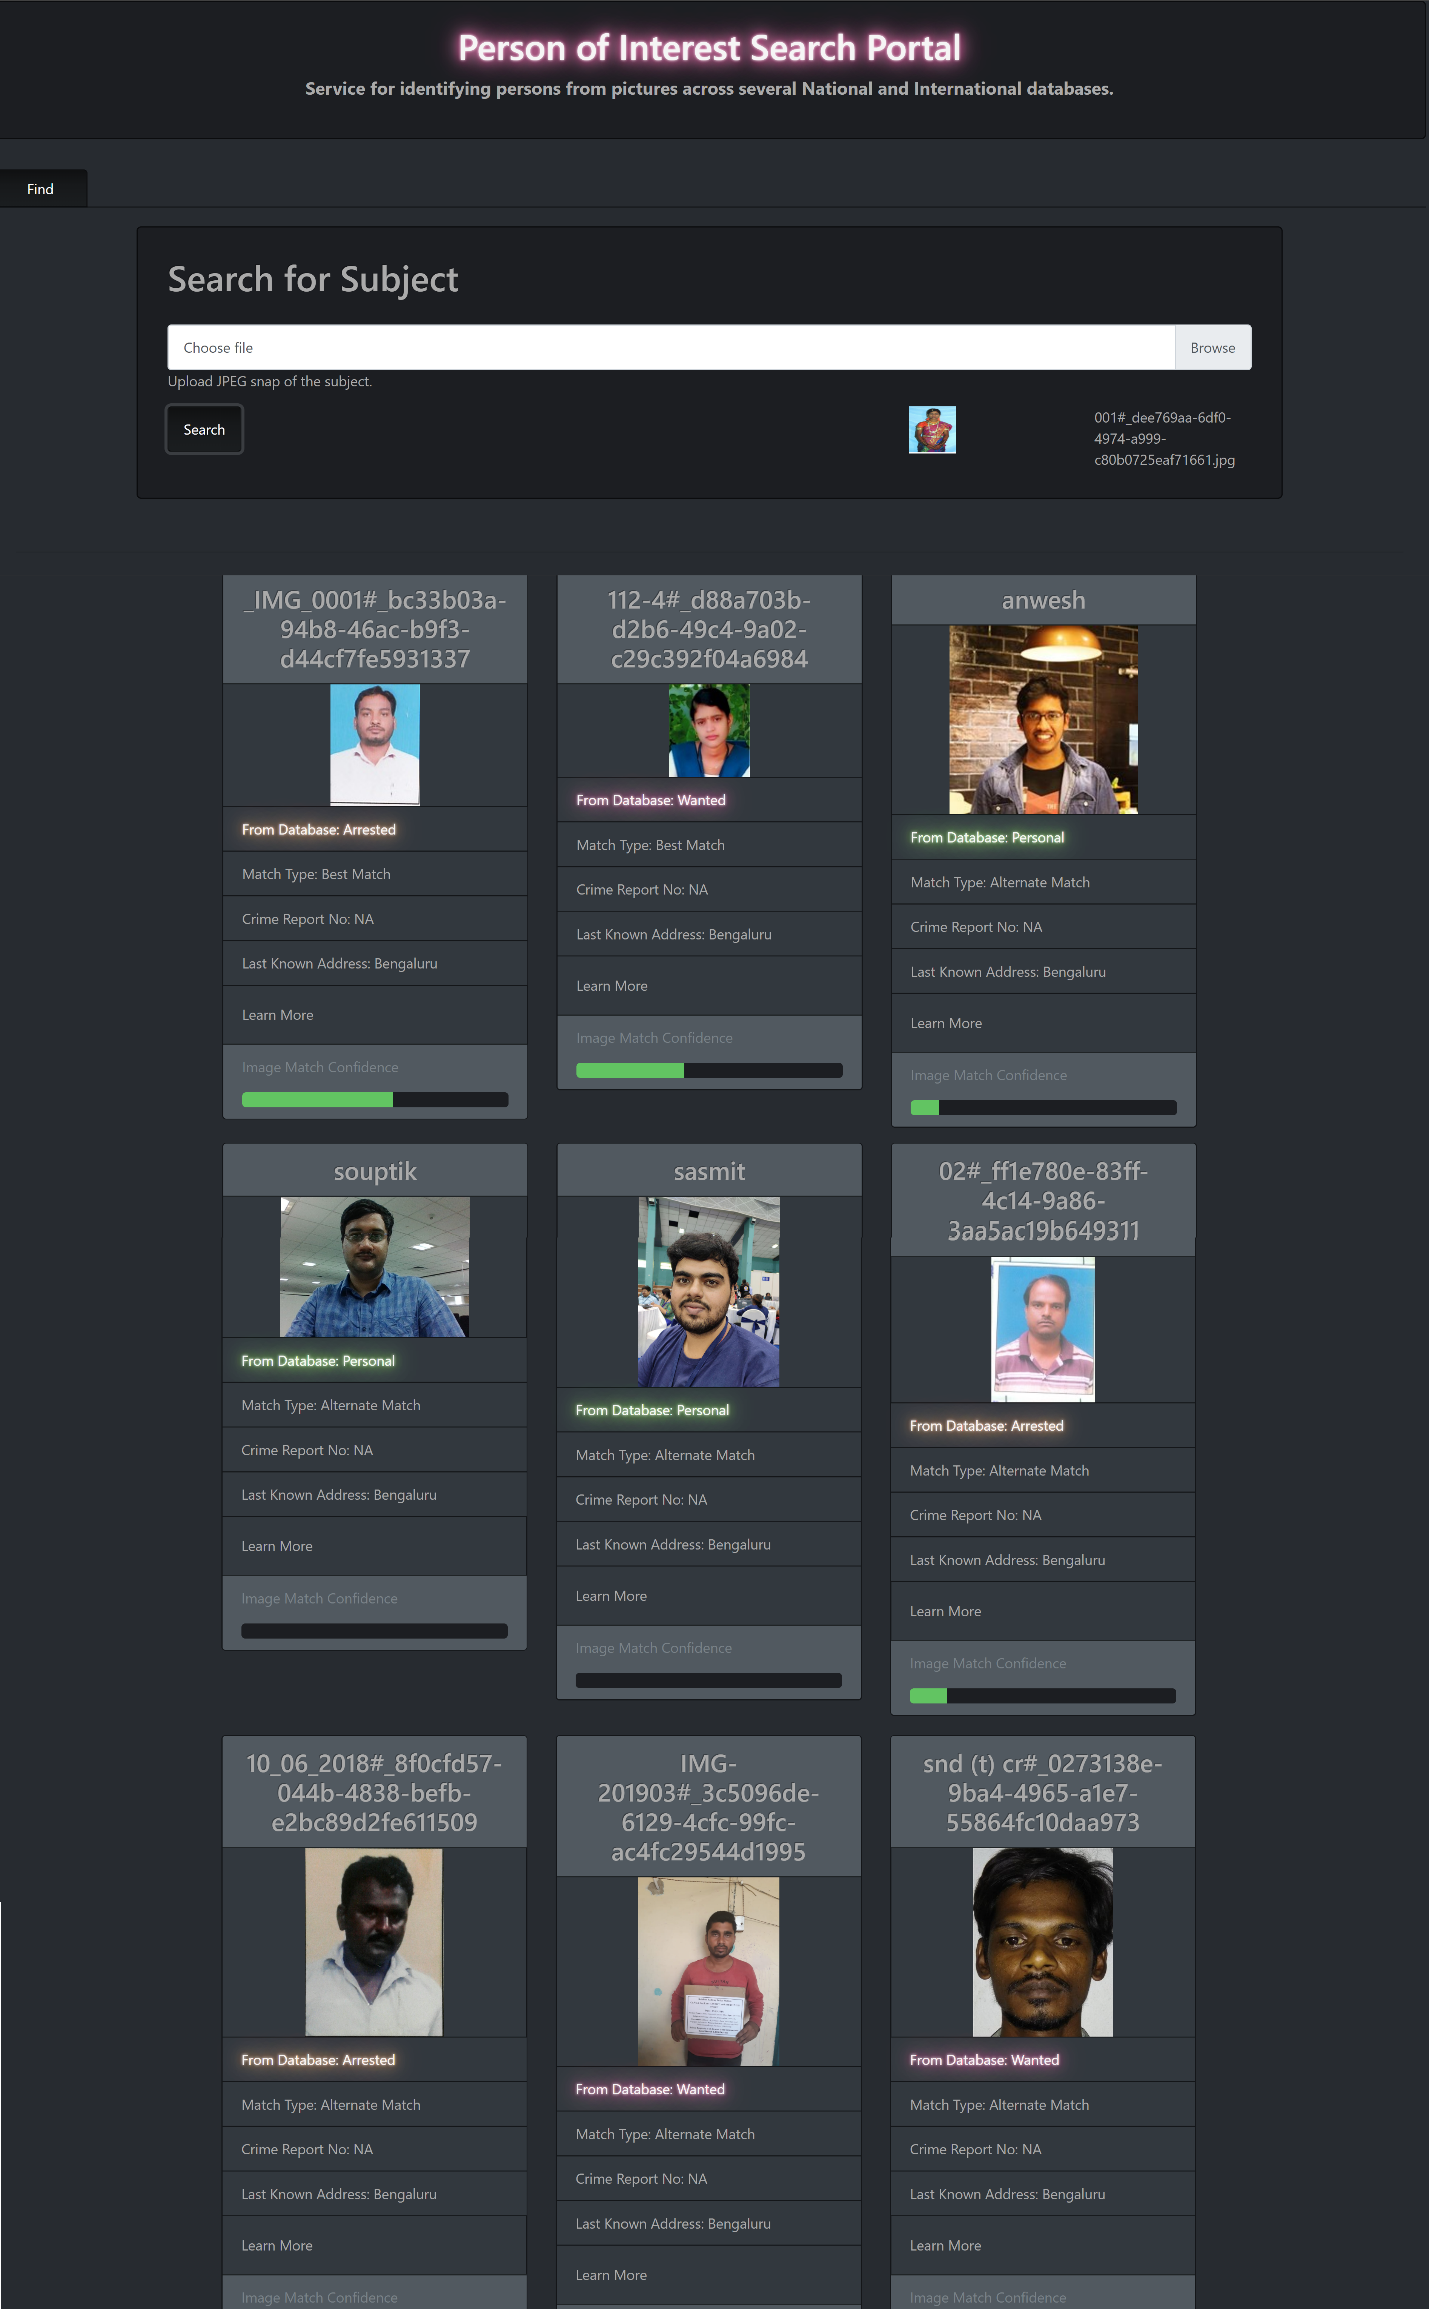 Person of Interest Search Portal
Service for identifying persons from pictures across several National and International databases.
Find
Search for Subject
Choose file
Browse
Upload JPEG snap of the subject.
Search
001#_dee769aa-6df0-
4974-a999-
c80b0725eaf71661.jpg
_IMG_0001#_bc33b03a-
94b8-46ac-b9f3-
d44cf7fe5931337
From Database: Arrested
Match Type: Best Match
Crime Report No: NA
Last Known Address: Bengaluru
Learn More
Image Match Confidence
112-4#_d88a703b-
d2b6-49c4-9a02-
c29c392f04a6984
From Database: Wanted
Match Type: Best Match
Crime Report No: NA
Last Known Address: Bengaluru
Learn More
Image Match Confidence
anwesh
From Database: Personal
Match Type: Alternate Match
Crime Report No: NA
Last Known Address: Bengaluru
Learn More
Image Match Confidence
souptik
From Database: Personal
Match Type: Alternate Match
Crime Report No: NA
Last Known Address: Bengaluru
Learn More
Image Match Confidence
sasmit
From Database: Personal
Match Type: Alternate Match
Crime Report No: NA
Last Known Address: Bengaluru
Learn More
Image Match Confidence
02#_ff1e780e-83ff-
4c14-9a86-
3aa5ac19b649311
From Database: Arrested
Match Type: Alternate Match
Crime Report No: NA
Last Known Address: Bengaluru
Learn More
Image Match Confidence
10_06_2018#_8f0cfd57-
044b-4838-befb-
e2bc89d2fe611509
From Database: Arrested
Match Type: Alternate Match
Crime Report No: NA
Last Known Address: Bengaluru
Learn More
Image Match Confidence
IMG-
201903#_3c5096de-
6129-4cfc-99fc-
ac4fc29544d1995
From Database: Wanted
Match Type: Alternate Match
Crime Report No: NA
Last Known Address: Bengaluru
Learn More
snd (t) cr#_0273138e-
9ba4-4965-a1e7-
55864fc10daa973
From Database: Wanted
Match Type: Alternate Match
Crime Report No: NA
Last Known Address: Bengaluru
Learn More
Image Match Confidence